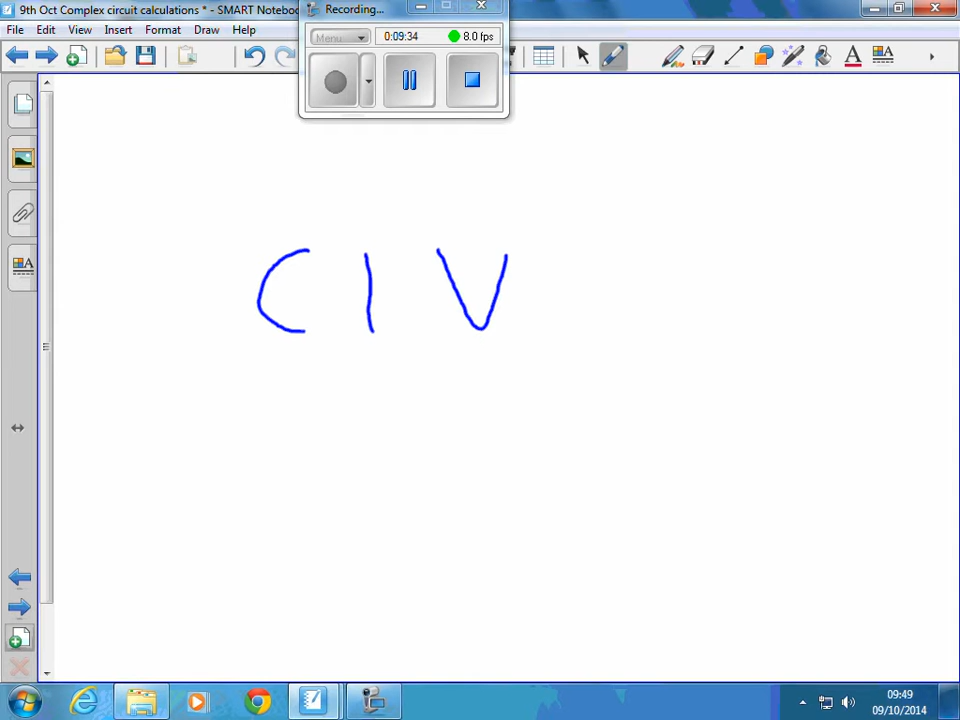 9th Oct Complex circuit calculations * - SMART Noteboo
Recording...
File Edit View Insert Format Draw Help
Menu 0:09:34 8.0 fps
C I V
09:49
09/10/2014